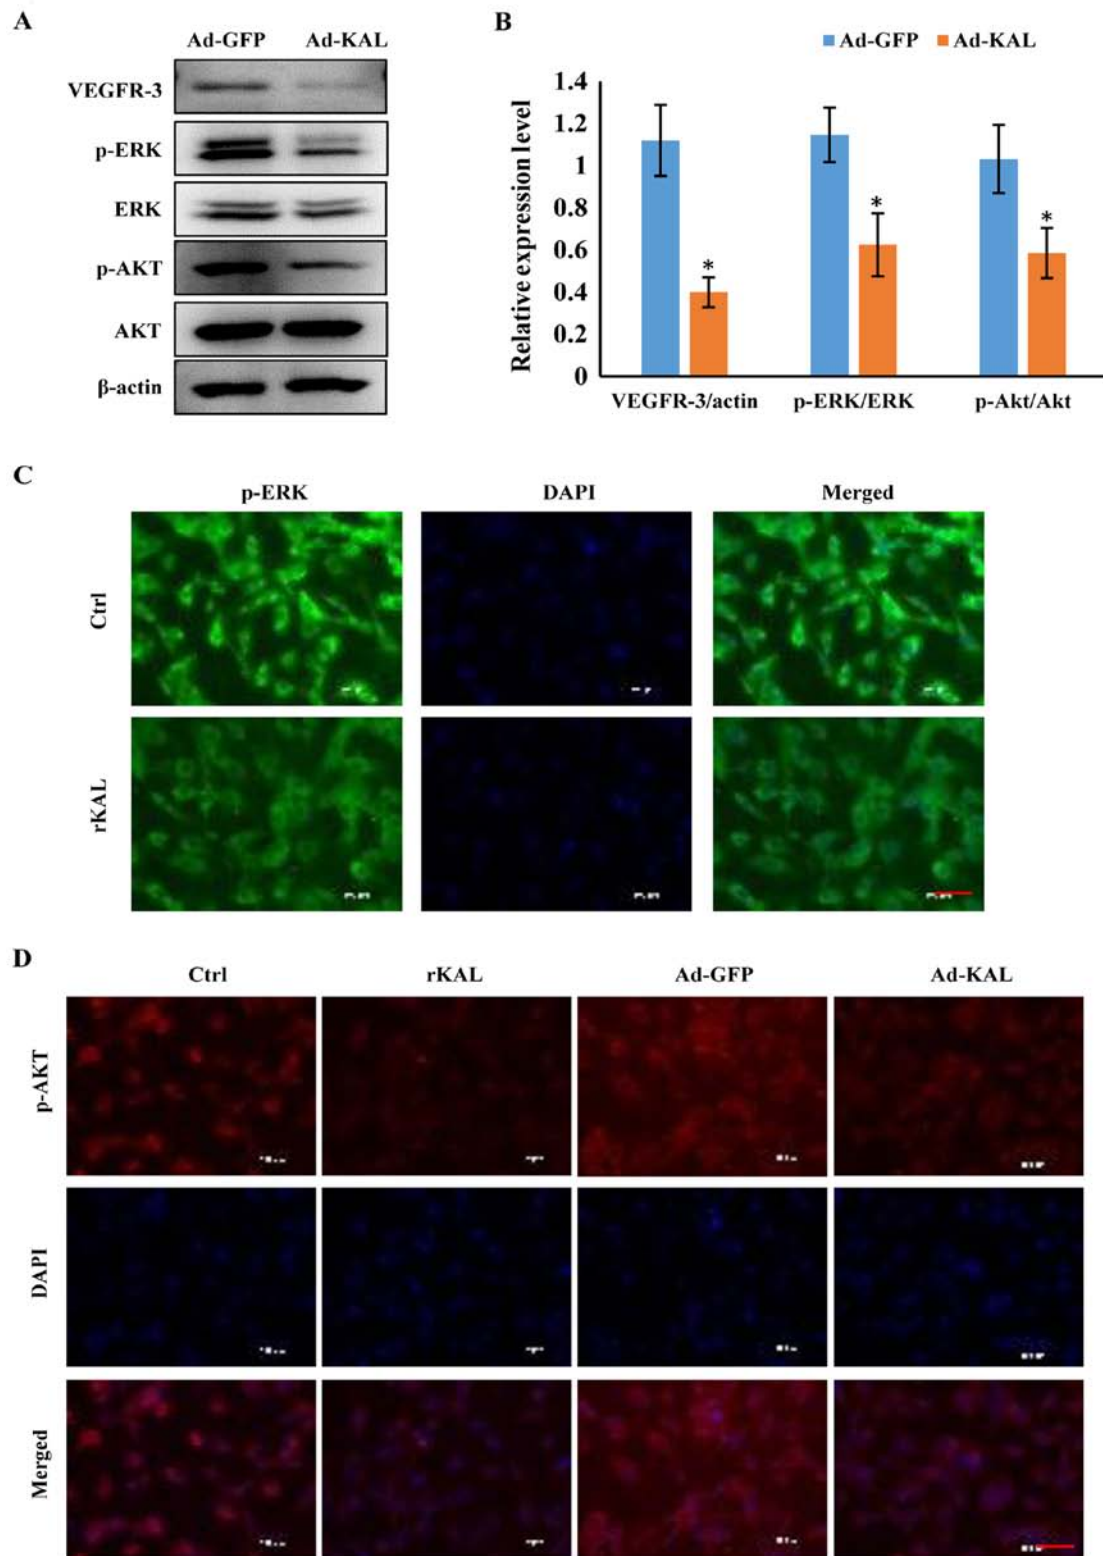 A
Ad-GFP Ad-KAL
VEGFR-3
p-ERK
ERK
p-AKT
AKT
β-actin
B
Ad-GFP Ad-KAL
Relative expression level
1.4
1.2
1
0.8
0.6
0.4
0.2
0
* * *
VEGFR-3/actin p-ERK/ERK p-Akt/Akt
C
p-ERK DAPI Merged
Ctrl
rKAL
D
Ctrl rKAL Ad-GFP Ad-KAL
p-AKT
DAPI
Merged